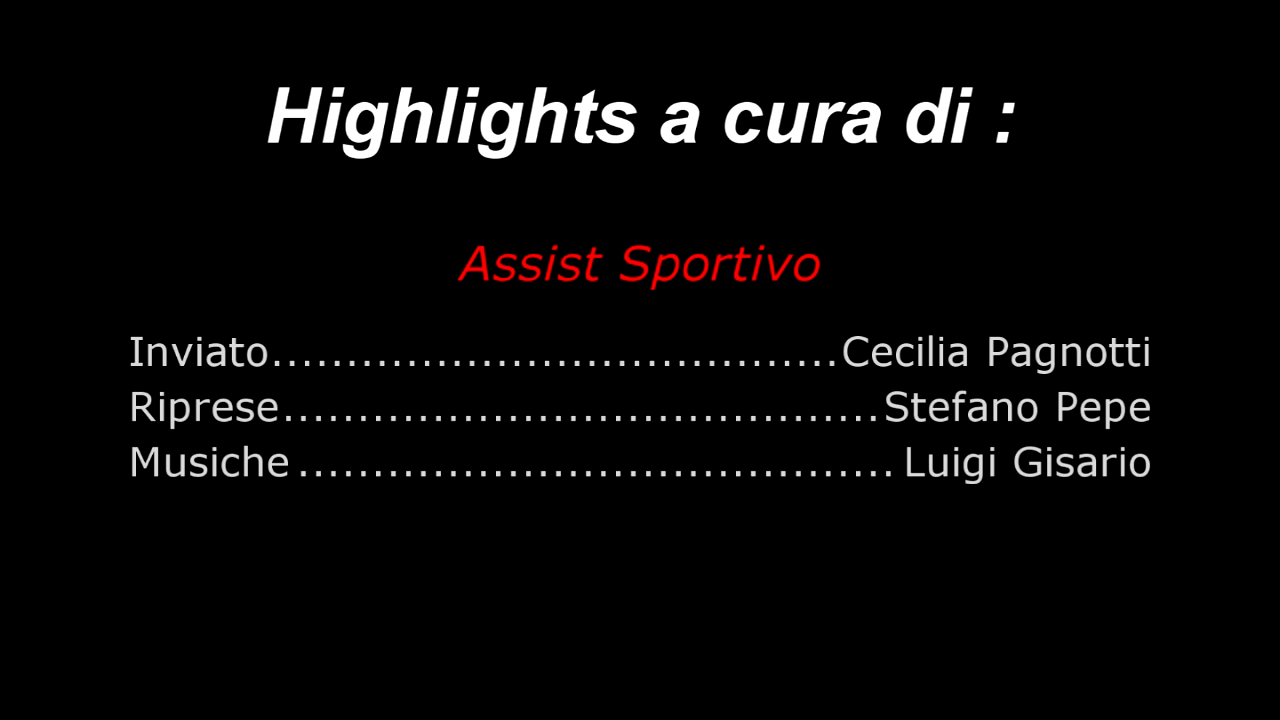 Highlights a cura di :
Assist Sportivo
Inviato......................................Cecilia Pagnotti
Riprese........................................Stefano Pepe
Musiche ........................................ Luigi Gisario